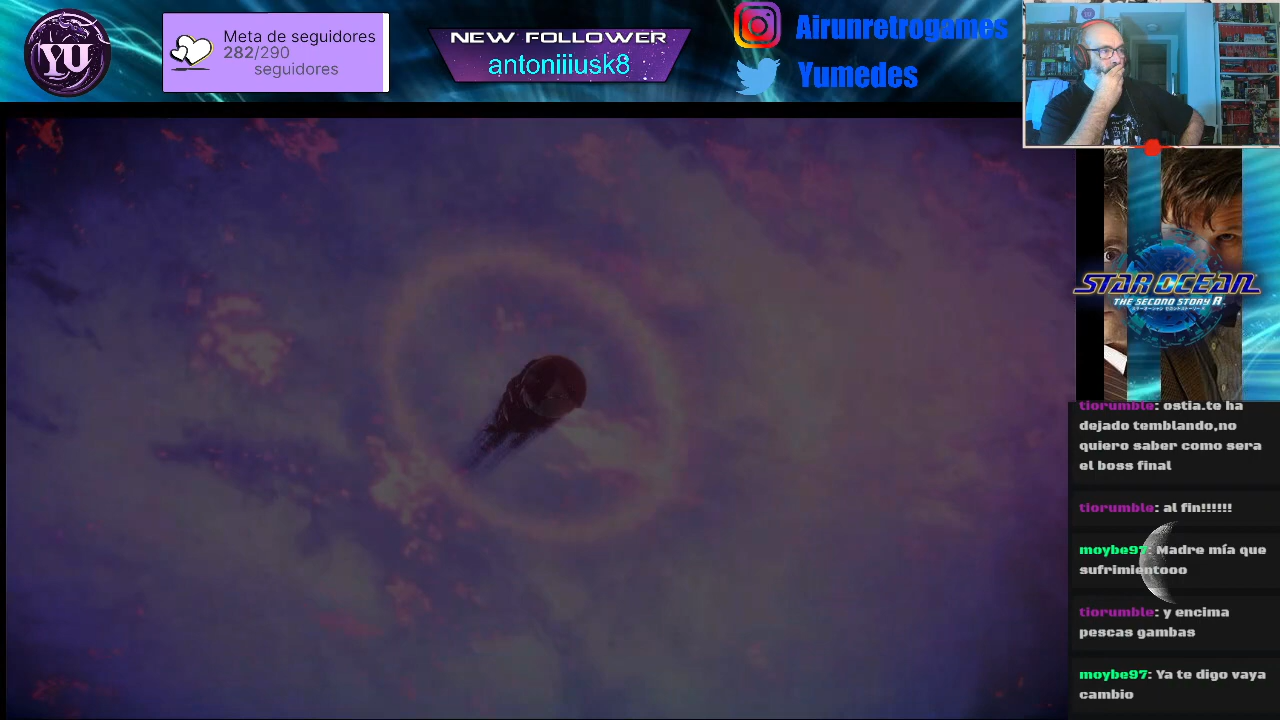 YU
Meta de seguidores
282/290
seguidores
NEW FOLLOWER
antoniiiusk8
Airunretrogames
Yumedes
STAR OCEAN
THE SECOND STORY R
tiorumble: ostia.te ha
dejado temblando,no
quiero saber como sera
el boss final
tiorumble: al fin!!!!!!
moybe97: Madre mía que
sufrimientooo
tiorumble: y encima
pescas gambas
moybe97: Ya te digo vaya
cambio